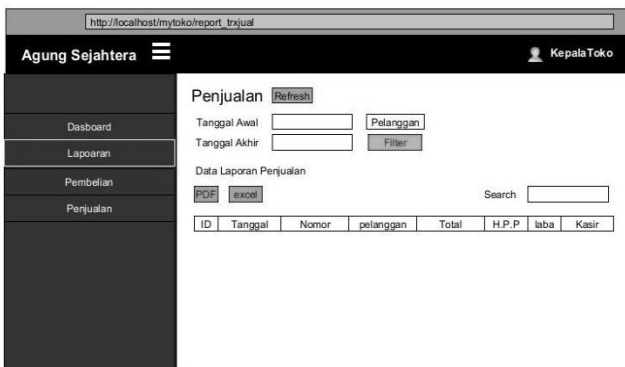 http://localhost/mytoko/report_trxjual
Agung Sejahtera
KepalaToko
Dasboard
Lapoaran
Pembelian
Penjualan
Penjualan Refresh
Tanggal Awal Pelanggan
Tanggal Akhir Filter
Data Laporan Penjualan
PDF excel Search
ID Tanggal Nomor pelanggan Total H.P.P laba Kasir